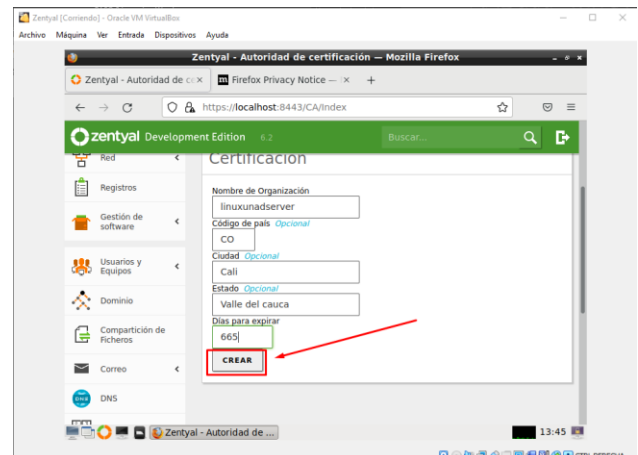 Zentyal [Corriendo] - Oracle VM VirtualBox
Archivo Máquina Ver Entrada Dispositivos Ayuda
Zentyal - Autoridad de certificación — Mozilla Firefox
Zentyal - Autoridad de ce
Firefox Privacy Notice —
https://localhost:8443/CA/Index
zentyal Development Edition 6.2
Buscar...
Certificación
Red
Registros
Gestión de
software
Usuarios y
Equipos
Dominio
Compartición de
Ficheros
Correo
DNS
Nombre de Organización
linuxunadserver
Código de país Opcional
CO
Ciudad Opcional
Cali
Estado Opcional
Valle del cauca
Días para expirar
665
CREAR
Zentyal - Autoridad de ...
13:45